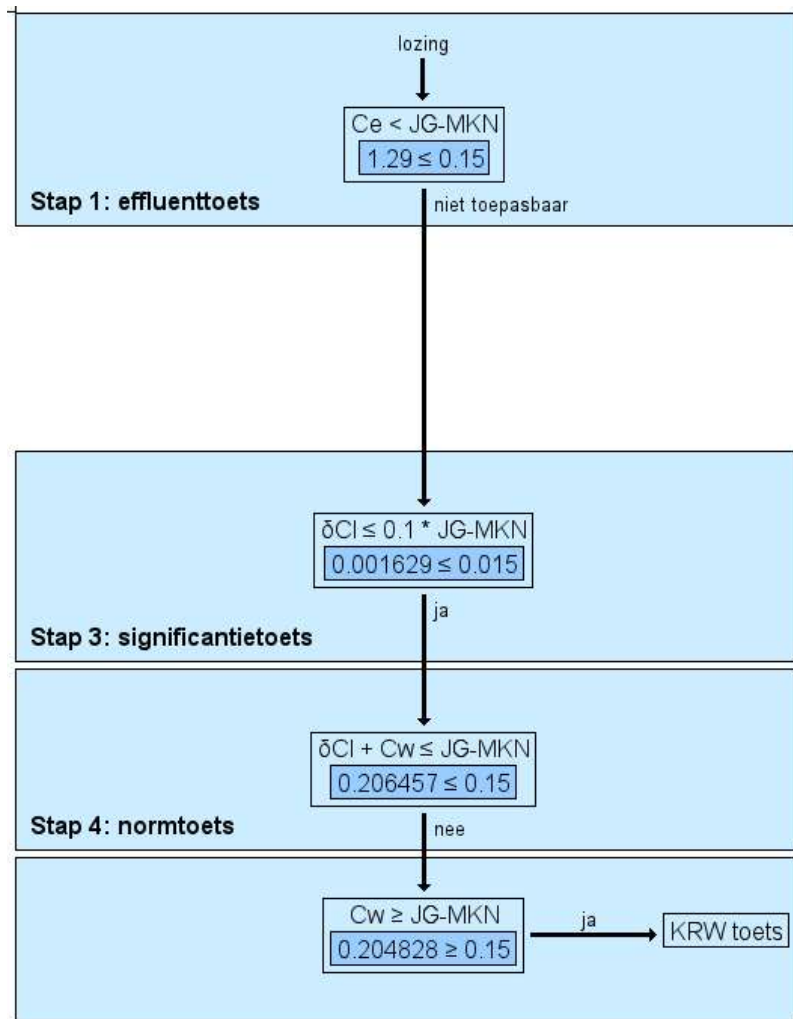 lozing
Ce < JG-MKN
1.29 ≤ 0.15
Stap 1: effluenttoets
niet toepasbaar
δCl ≤ 0.1 * JG-MKN
0.001629 ≤ 0.015
ja
Stap 3: significantietoets
δCl + Cw ≤ JG-MKN
0.206457 ≤ 0.15
Stap 4: normtoets
nee
Cw ≥ JG-MKN
0.204828 ≥ 0.15
ja
KRW toets